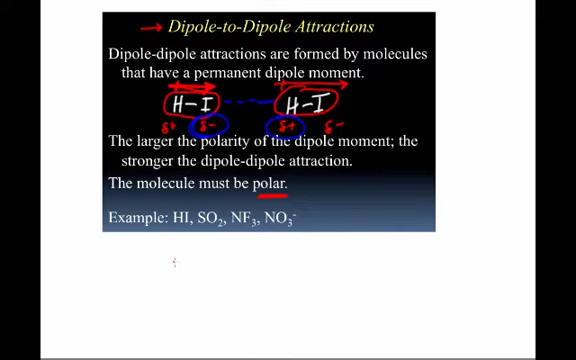 Dipole-to-Dipole Attractions
Dipole-dipole attractions are formed by molecules
that have a permanent dipole moment.
H-I H-I
δ+ δ- δ+ δ-
The larger the polarity of the dipole moment; the
stronger the dipole-dipole attraction.
The molecule must be polar.
Example: HI, SO₂, NF₃, NO₃⁻